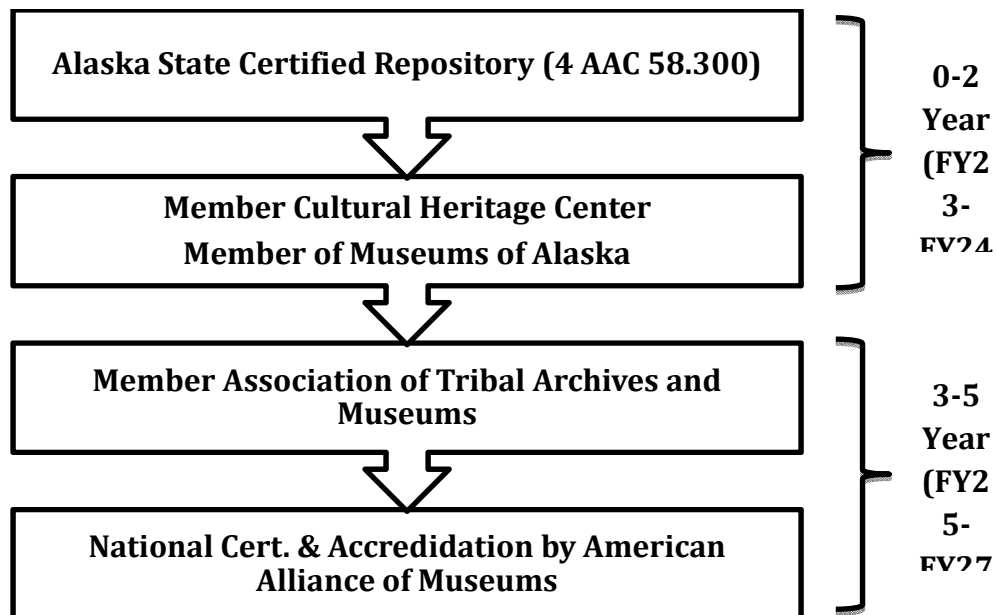 Alaska State Certified Repository (4 AAC 58.300)
Member Cultural Heritage Center
Member of Museums of Alaska
Member Association of Tribal Archives and
Museums
National Cert. & Accredidation by American
Alliance of Museums
0-2
Year
(FY2
3-
FY24
3-5
Year
(FY2
5-
FY27